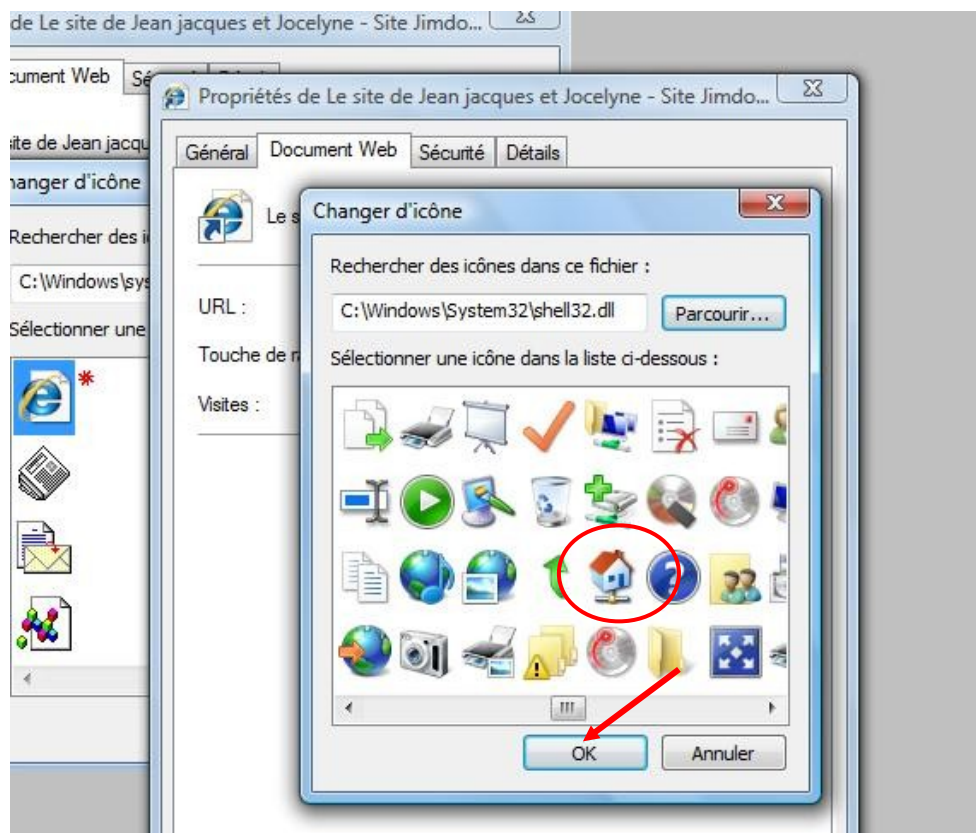 de Le site de Jean jacques et Jocelyne - Site Jimdo...
cument Web
site de Jean jacqu
hanger d'icône
Rechercher des i
C:\Windows\sys
Sélectionner une
Propriétés de Le site de Jean jacques et Jocelyne - Site Jimdo...
Général Document Web Sécurité Détails
Le s
URL :
Touche de r
Visites :
Changer d'icône
Rechercher des icônes dans ce fichier :
C:\Windows\System32\shell32.dll Parcourir...
Sélectionner une icône dans la liste ci-dessous :
OK Annuler